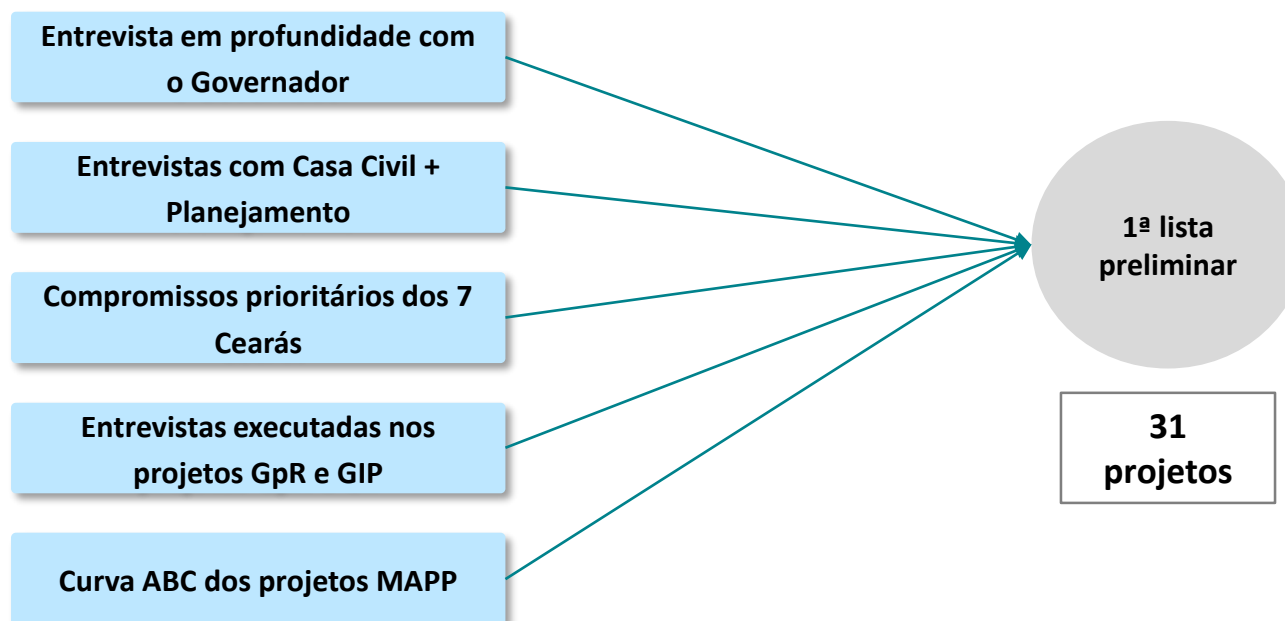 Entrevista em profundidade com
o Governador
Entrevistas com Casa Civil +
Planejamento
Compromissos prioritários dos 7
Cearás
Entrevistas executadas nos
projetos GpR e GIP
Curva ABC dos projetos MAPP
1ª lista
preliminar
31
projetos